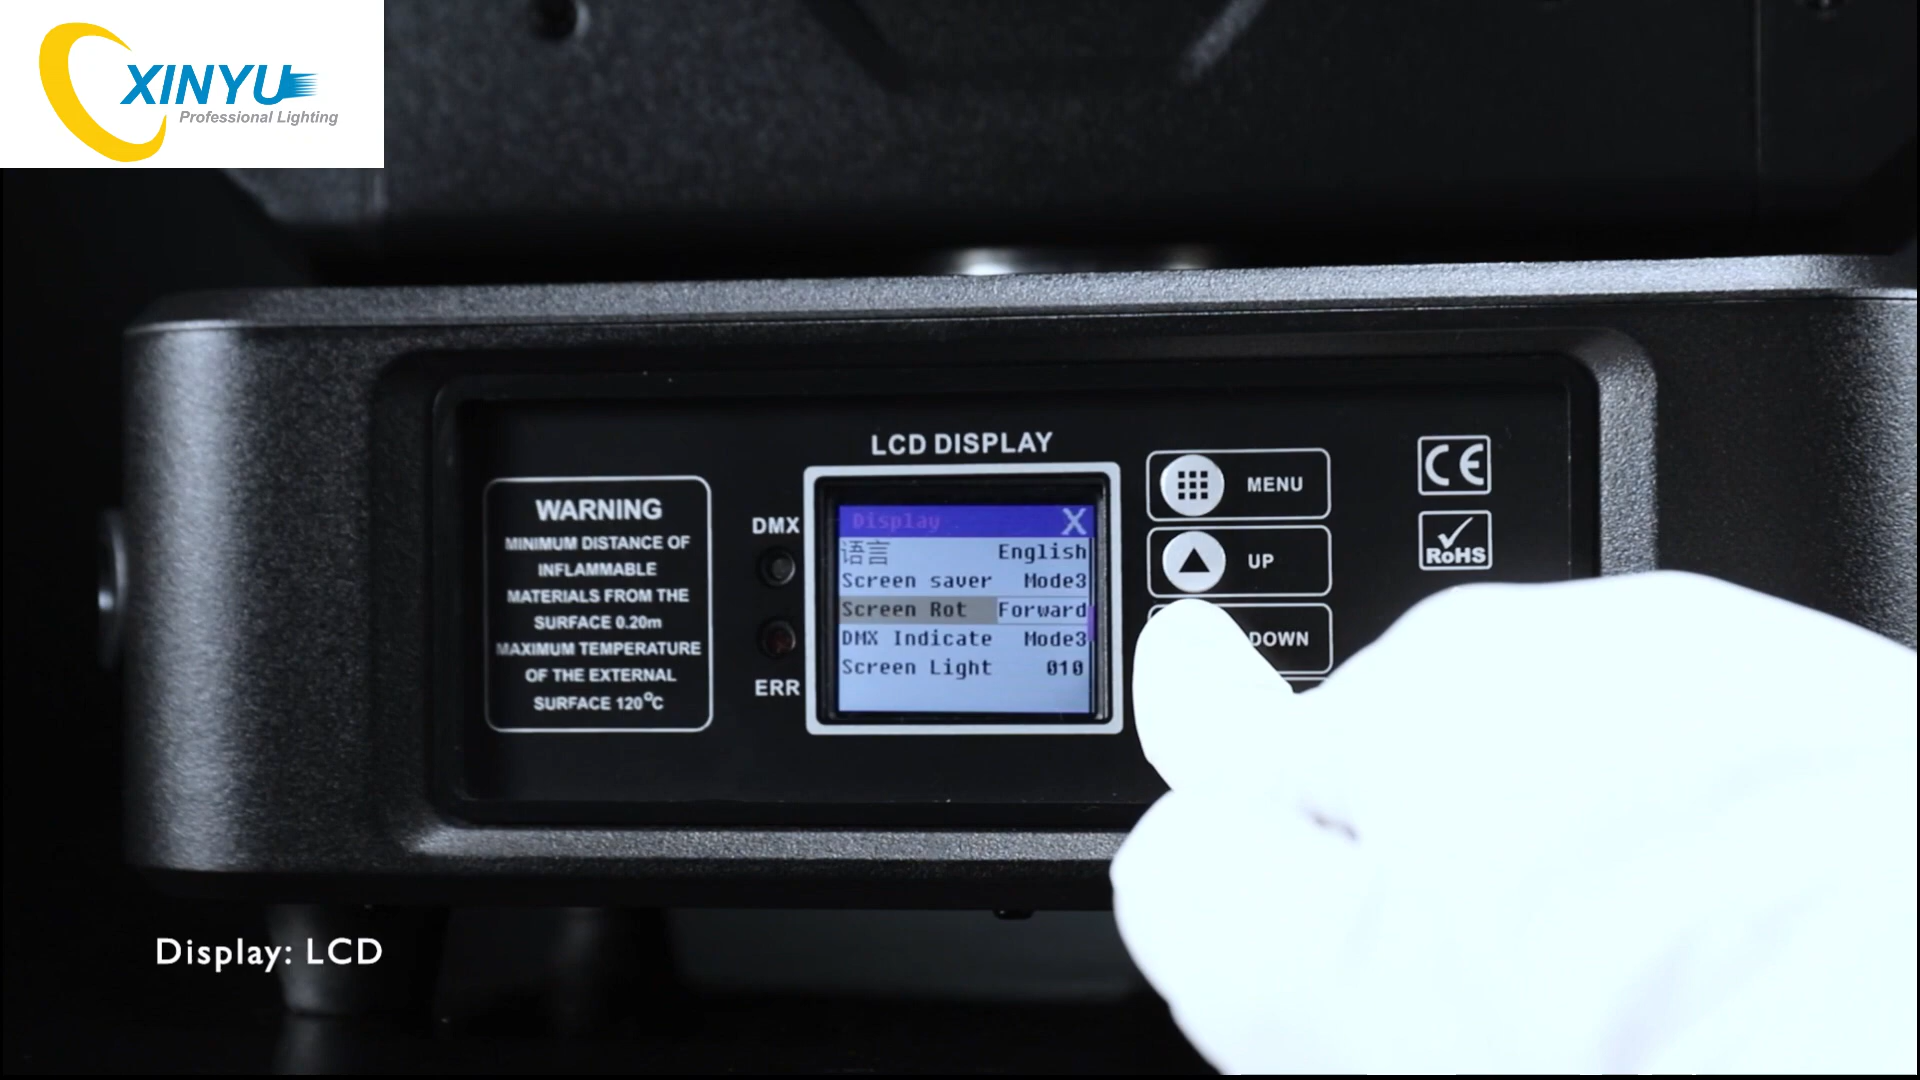 XINYU
Professional Lighting
LCD DISPLAY
WARNING
MINIMUM DISTANCE OF
INFLAMMABLE
MATERIALS FROM THE
SURFACE 0.20m
MAXIMUM TEMPERATURE
OF THE EXTERNAL
SURFACE 120°C
DMX
ERR
Display X
语言 English
Screen saver Mode3
Screen Rot Forward
DMX Indicate Mode3
Screen Light 010
MENU
UP
DOWN
CE
RoHS
Display: LCD